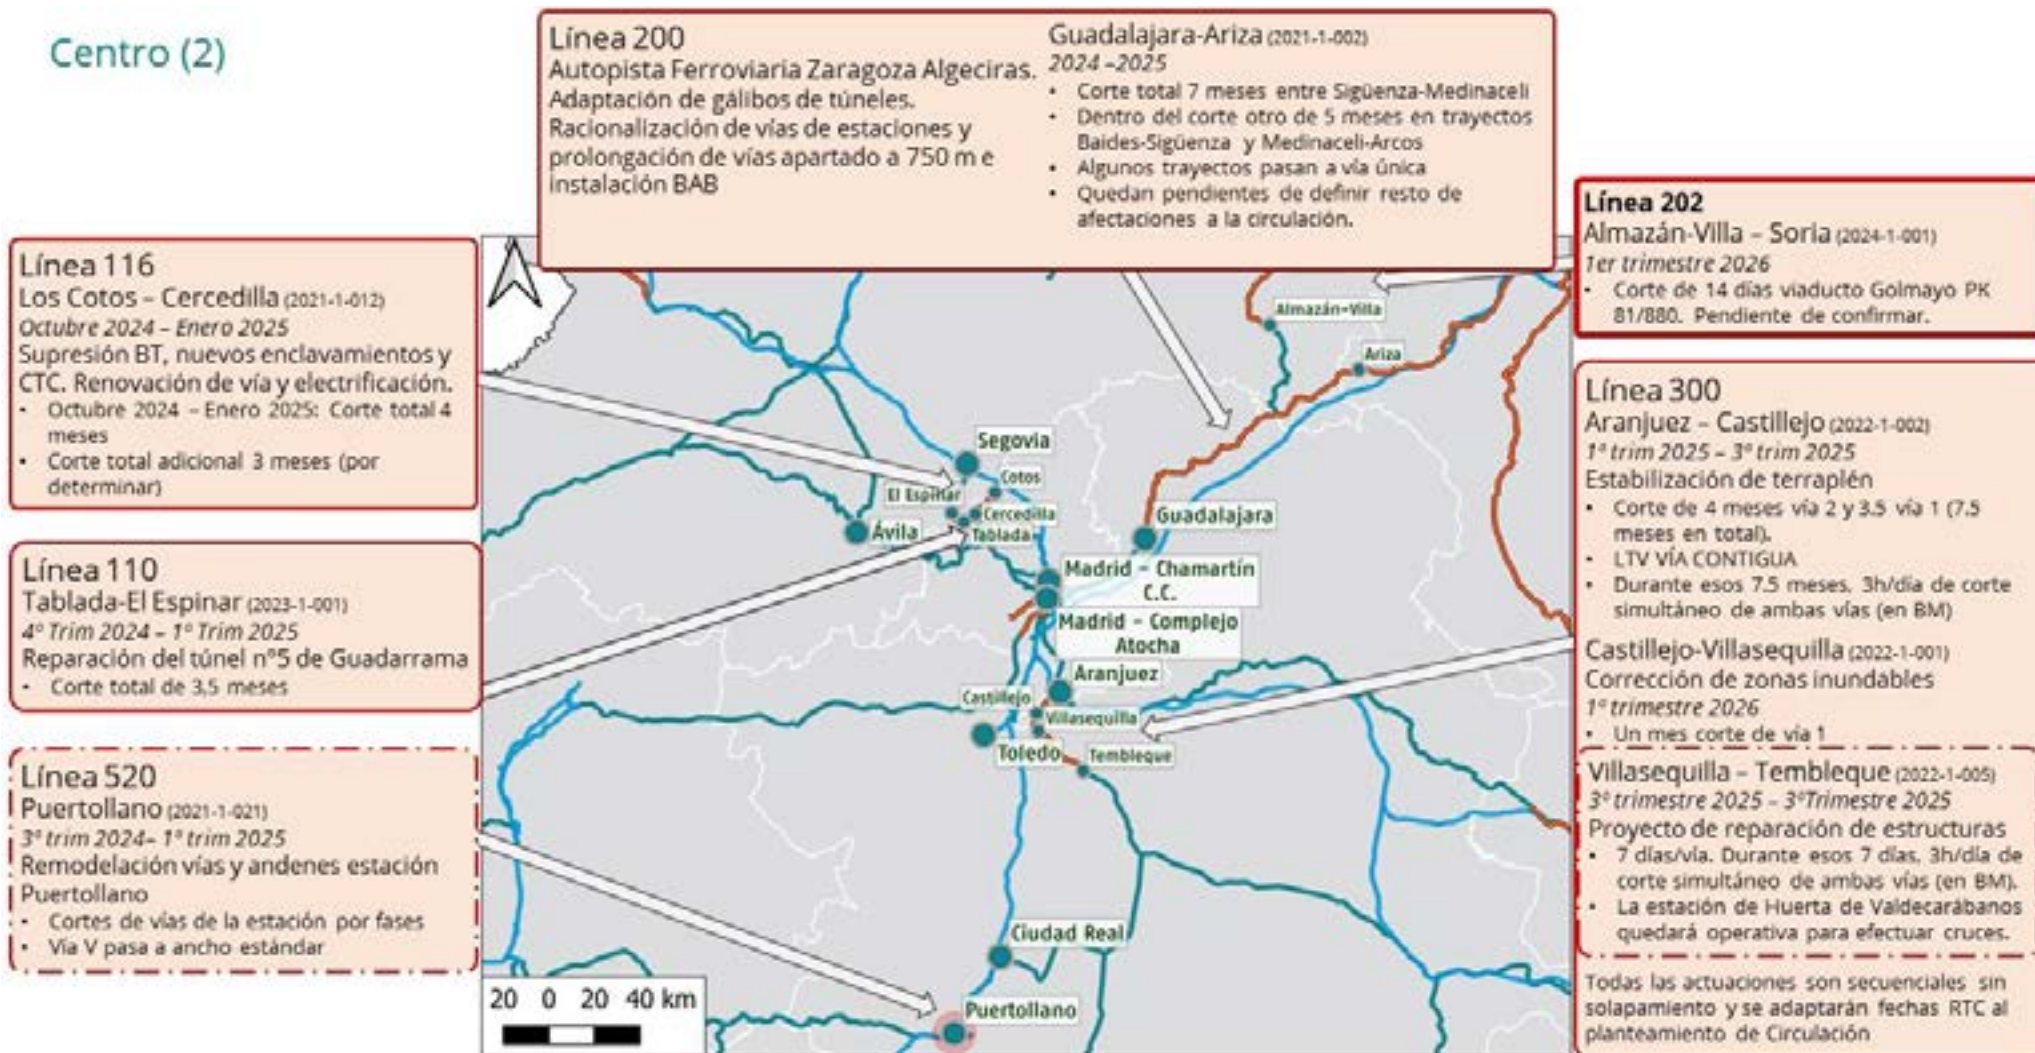 Centro (2)
Línea 200
Autopista Ferroviaria Zaragoza Algeciras.
Adaptación de gálibos de túneles.
Racionalización de vías de estaciones y
prolongación de vías apartado a 750 m e
instalación BAB
Guadalajara-Ariza (2021-1-002)
2024 –2025
• Corte total 7 meses entre Sigüenza-Medinaceli
• Dentro del corte otro de 5 meses en trayectos
Baides-Sigüenza y Medinaceli-Arcos
• Algunos trayectos pasan a vía única
• Quedan pendientes de definir resto de
afectaciones a la circulación.
Línea 202
Almazán-Villa – Soria (2024-1-001)
1er trimestre 2026
• Corte de 14 días viaducto Golmayo PK
81/880. Pendiente de confirmar.
Línea 116
Los Cotos – Cercedilla (2021-1-012)
Octubre 2024 – Enero 2025
Supresión BT, nuevos enclavamientos y
CTC. Renovación de vía y electrificación.
• Octubre 2024 – Enero 2025: Corte total 4
meses
• Corte total adicional 3 meses (por
determinar)
Línea 110
Tablada-El Espinar (2023-1-001)
4º Trim 2024 – 1º Trim 2025
Reparación del túnel nº5 de Guadarrama
• Corte total de 3,5 meses
Línea 520
Puertollano (2021-1-021)
3º trim 2024– 1º trim 2025
Remodelación vías y andenes estación
Puertollano
• Cortes de vías de la estación por fases
• Vía V pasa a ancho estándar
Línea 300
Aranjuez – Castillejo (2022-1-002)
1º trim 2025 – 3º trim 2025
Estabilización de terraplén
• Corte de 4 meses vía 2 y 3.5 vía 1 (7.5
meses en total).
• LTV VÍA CONTIGUA
• Durante esos 7.5 meses, 3h/día de corte
simultáneo de ambas vías (en BM)
Castillejo-Villasequilla (2022-1-001)
Corrección de zonas inundables
1º trimestre 2026
• Un mes corte de vía 1
Villasequilla – Tembleque (2022-1-005)
3º trimestre 2025 – 3ºTrimestre 2025
Proyecto de reparación de estructuras
• 7 días/vía. Durante esos 7 días, 3h/día de
corte simultáneo de ambas vías (en BM).
• La estación de Huerta de Valdecarábanos
quedará operativa para efectuar cruces.
Todas las actuaciones son secuenciales sin
solapamiento y se adaptarán fechas RTC al
planteamiento de Circulación
Almazán-Villa
Ariza
Segovia
Cotos
El Espinar
Cercedilla
Ávila
Tablada
Guadalajara
Madrid – Chamartín
C.C.
Madrid – Complejo
Atocha
Aranjuez
Castillejo
Villasequilla
Toledo
Tembleque
Ciudad Real
Puertollano
20 0 20 40 km